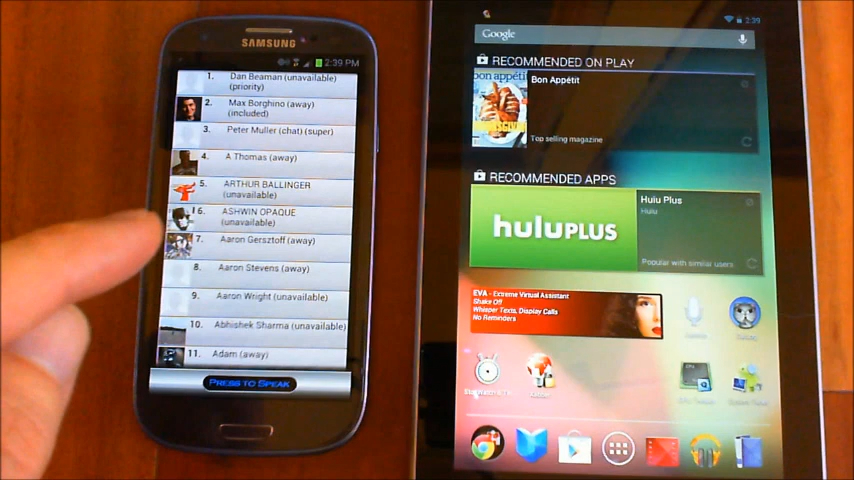 SAMSUNG
2:39 PM
1. Dan Beaman (unavailable)
(priority)
2. Max Borghino (away)
(included)
3. Peter Muller (chat) (super)
4. A Thomas (away)
5. ARTHUR BALLINGER
(unavailable)
6. ASHWIN OPAQUE
(unavailable)
7. Aaron Gersztoff (away)
8. Aaron Stevens (away)
9. Aaron Wright (unavailable)
10. Abhishek Sharma (unavailable)
11. Adam (away)
PRESS TO SPEAK
2:39
Google
RECOMMENDED ON PLAY
bon appétit
Bon Appétit
Top selling magazine
RECOMMENDED APPS
huluPLUS
Hulu Plus
Hulu
Popular with similar users
EVA - Extreme Virtual Assistant
Shake Off
Whisper Texts, Display Calls
No Reminders